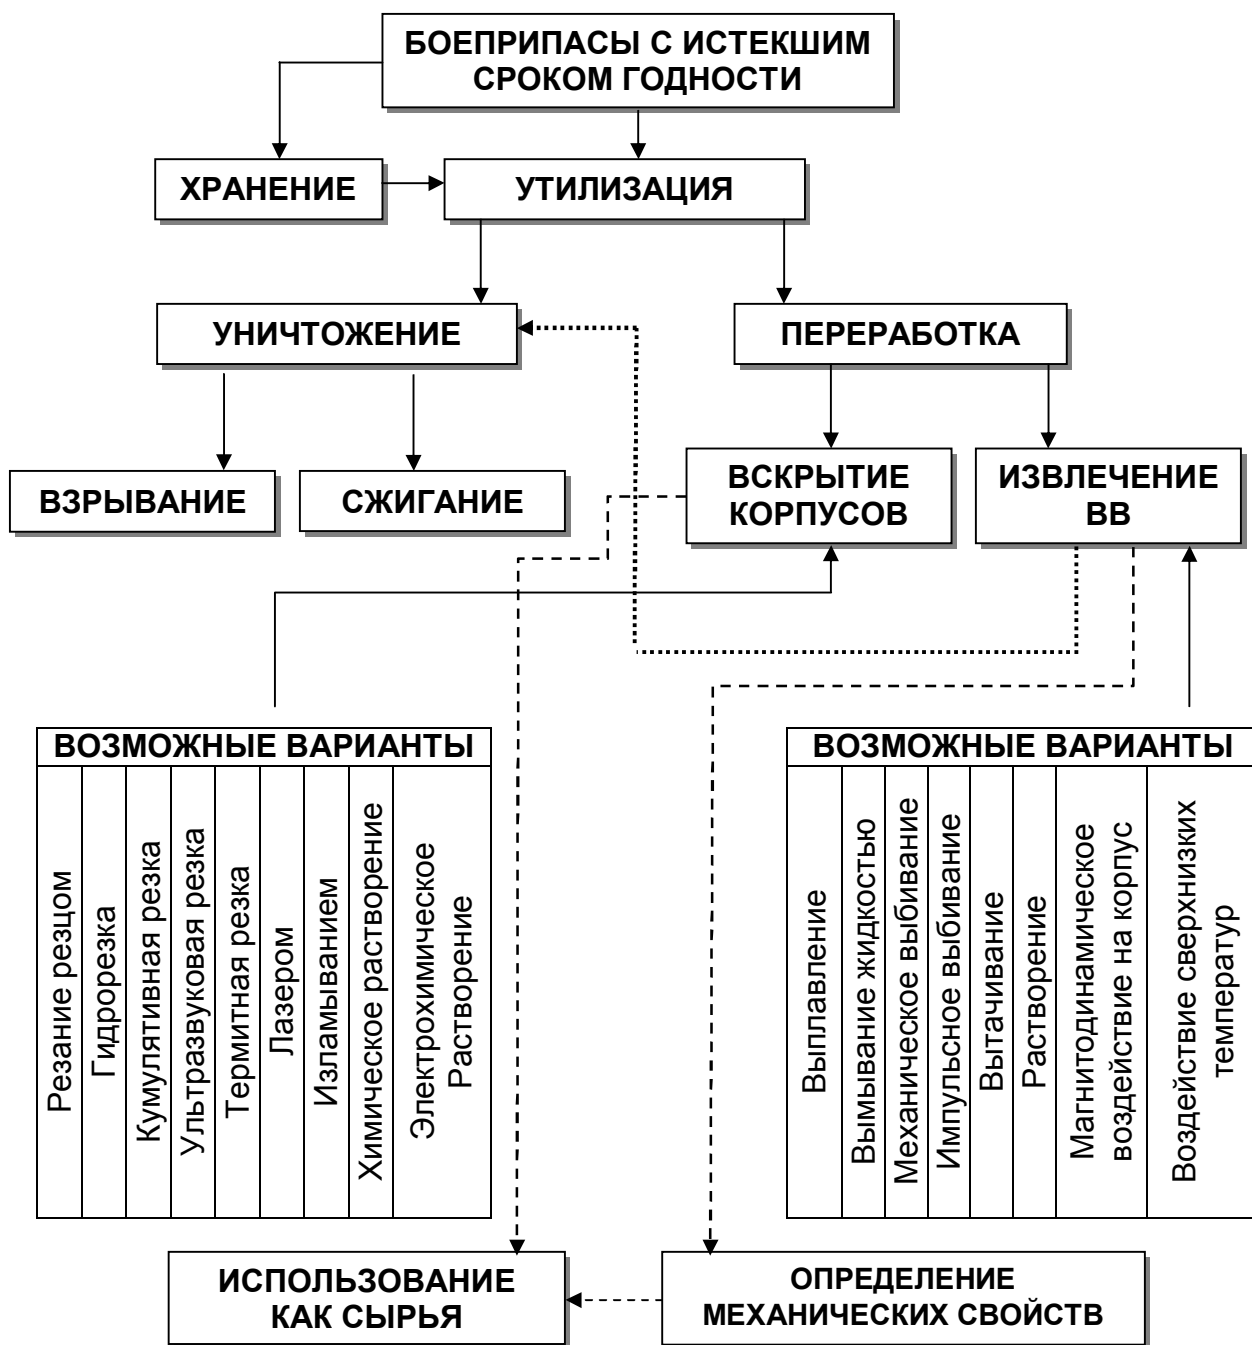 БОЕПРИПАСЫ С ИСТЕКШИМ
СРОКОМ ГОДНОСТИ
ХРАНЕНИЕ
УТИЛИЗАЦИЯ
УНИЧТОЖЕНИЕ
ПЕРЕРАБОТКА
ВЗРЫВАНИЕ
СЖИГАНИЕ
ВСКРЫТИЕ
КОРПУСОВ
ИЗВЛЕЧЕНИЕ
ВВ
ВОЗМОЖНЫЕ ВАРИАНТЫ
Резание резцом
Гидрорезка
Кумулятивная резка
Ультразвуковая резка
Термитная резка
Лазером
Изламыванием
Химическое растворение
Электрохимическое
Растворение
ВОЗМОЖНЫЕ ВАРИАНТЫ
Выплавление
Вымывание жидкостью
Механическое выбивание
Импульсное выбивание
Вытачивание
Растворение
Магнитодинамическое
воздействие на корпус
Воздействие сверхнизких
температур
ИСПОЛЬЗОВАНИЕ
КАК СЫРЬЯ
ОПРЕДЕЛЕНИЕ
МЕХАНИЧЕСКИХ СВОЙСТВ